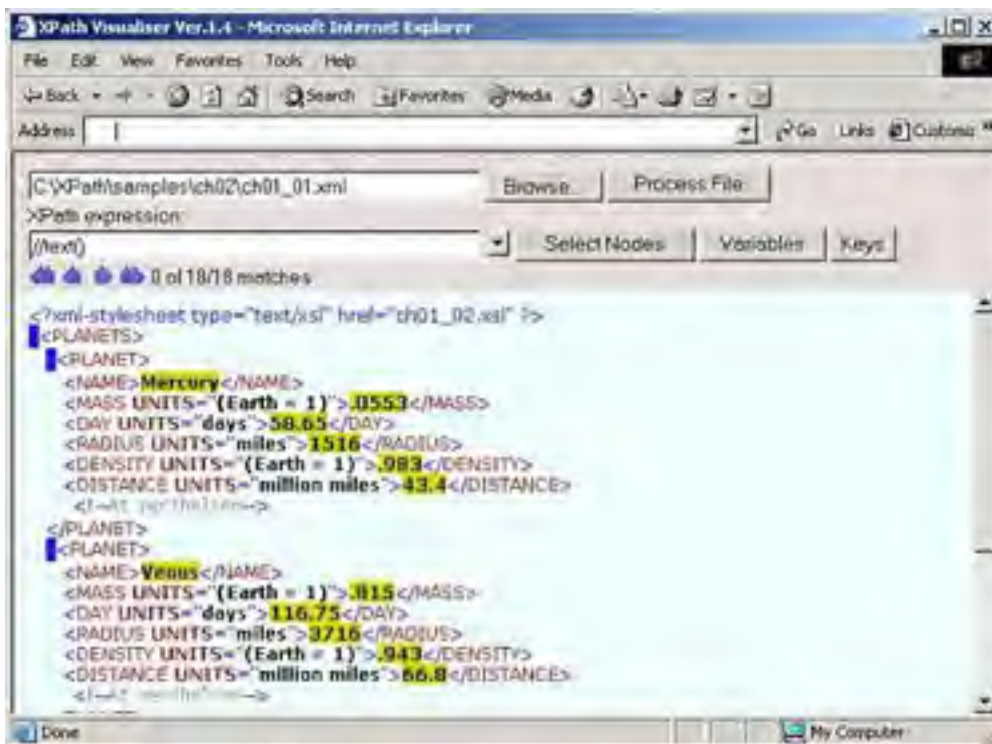 XPath Visualiser Ver.1.4 - Microsoft Internet Explorer
File Edit View Favorites Tools Help
Back Search Favorites Media
Address Go Links Customize
C:\XPath\samples\ch02\ch01_01.xml Browse... Process File
XPath expression:
//text() Select Nodes Variables Keys
0 of 18/18 matches
<?xml-stylesheet type="text/xsl" href="ch01_02.xsl" ?>
<PLANETS>
<PLANET>
<NAME>Mercury</NAME>
<MASS UNITS="(Earth = 1)">.0553</MASS>
<DAY UNITS="days">58.65</DAY>
<RADIUS UNITS="miles">1516</RADIUS>
<DENSITY UNITS="(Earth = 1)">.983</DENSITY>
<DISTANCE UNITS="million miles">43.4</DISTANCE>
<!--At perihelion-->
</PLANET>
<PLANET>
<NAME>Venus</NAME>
<MASS UNITS="(Earth = 1)">.815</MASS>
<DAY UNITS="days">116.75</DAY>
<RADIUS UNITS="miles">3716</RADIUS>
<DENSITY UNITS="(Earth = 1)">.943</DENSITY>
<DISTANCE UNITS="million miles">66.8</DISTANCE>
<!--At perihelion-->
Done My Computer